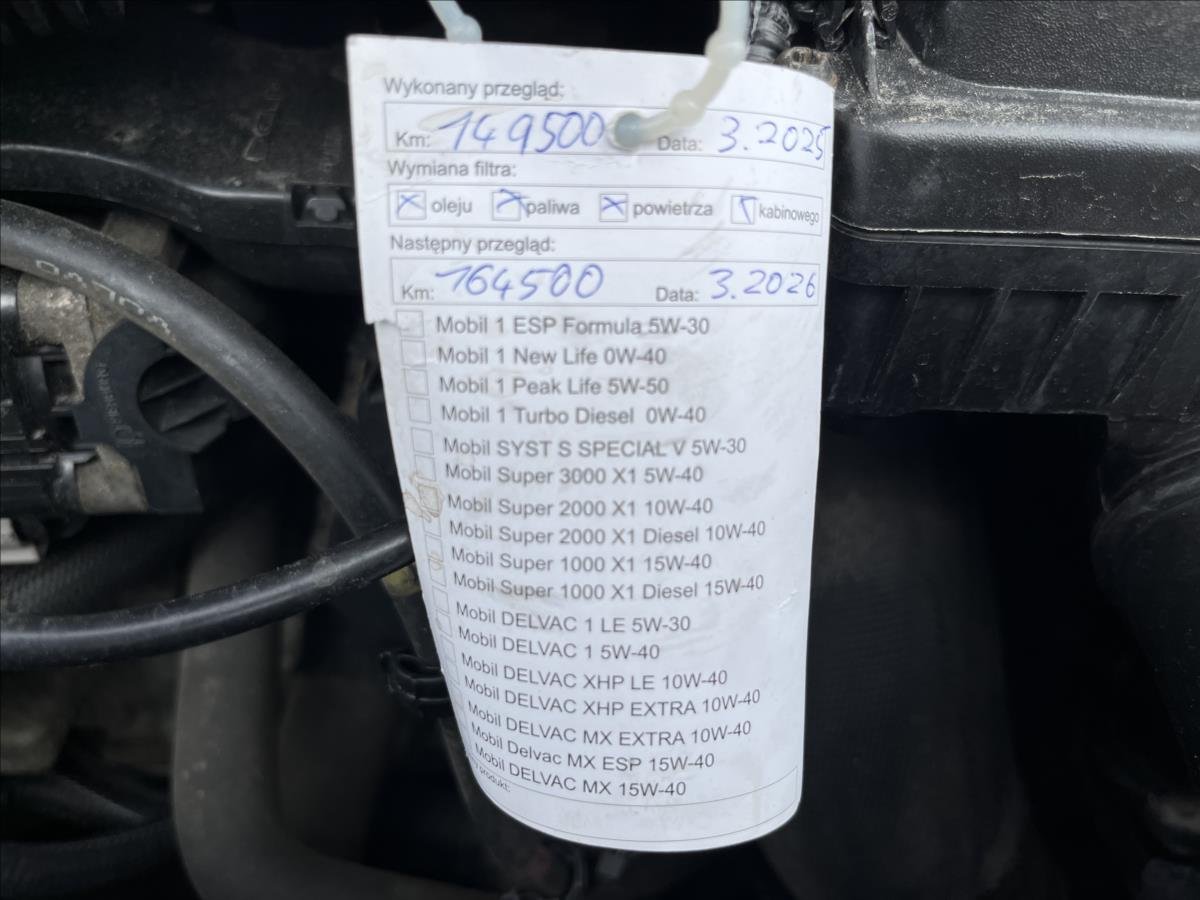 Wykonany przegląd:
Km: 149500 Data: 3.2025
Wymiana filtra:
oleju paliwa powietrza kabinowego
Następny przegląd:
Km: 164500 Data: 3.2026
Mobil 1 ESP Formula 5W-30
Mobil 1 New Life 0W-40
Mobil 1 Peak Life 5W-50
Mobil 1 Turbo Diesel 0W-40
Mobil SYST S SPECIAL V 5W-30
Mobil Super 3000 X1 5W-40
Mobil Super 2000 X1 10W-40
Mobil Super 2000 X1 Diesel 10W-40
Mobil Super 1000 X1 15W-40
Mobil Super 1000 X1 Diesel 15W-40
Mobil DELVAC 1 LE 5W-30
Mobil DELVAC 1 5W-40
Mobil DELVAC XHP LE 10W-40
Mobil DELVAC XHP EXTRA 10W-40
Mobil DELVAC MX EXTRA 10W-40
Mobil Delvac MX ESP 15W-40
Mobil DELVAC MX 15W-40
produkt: